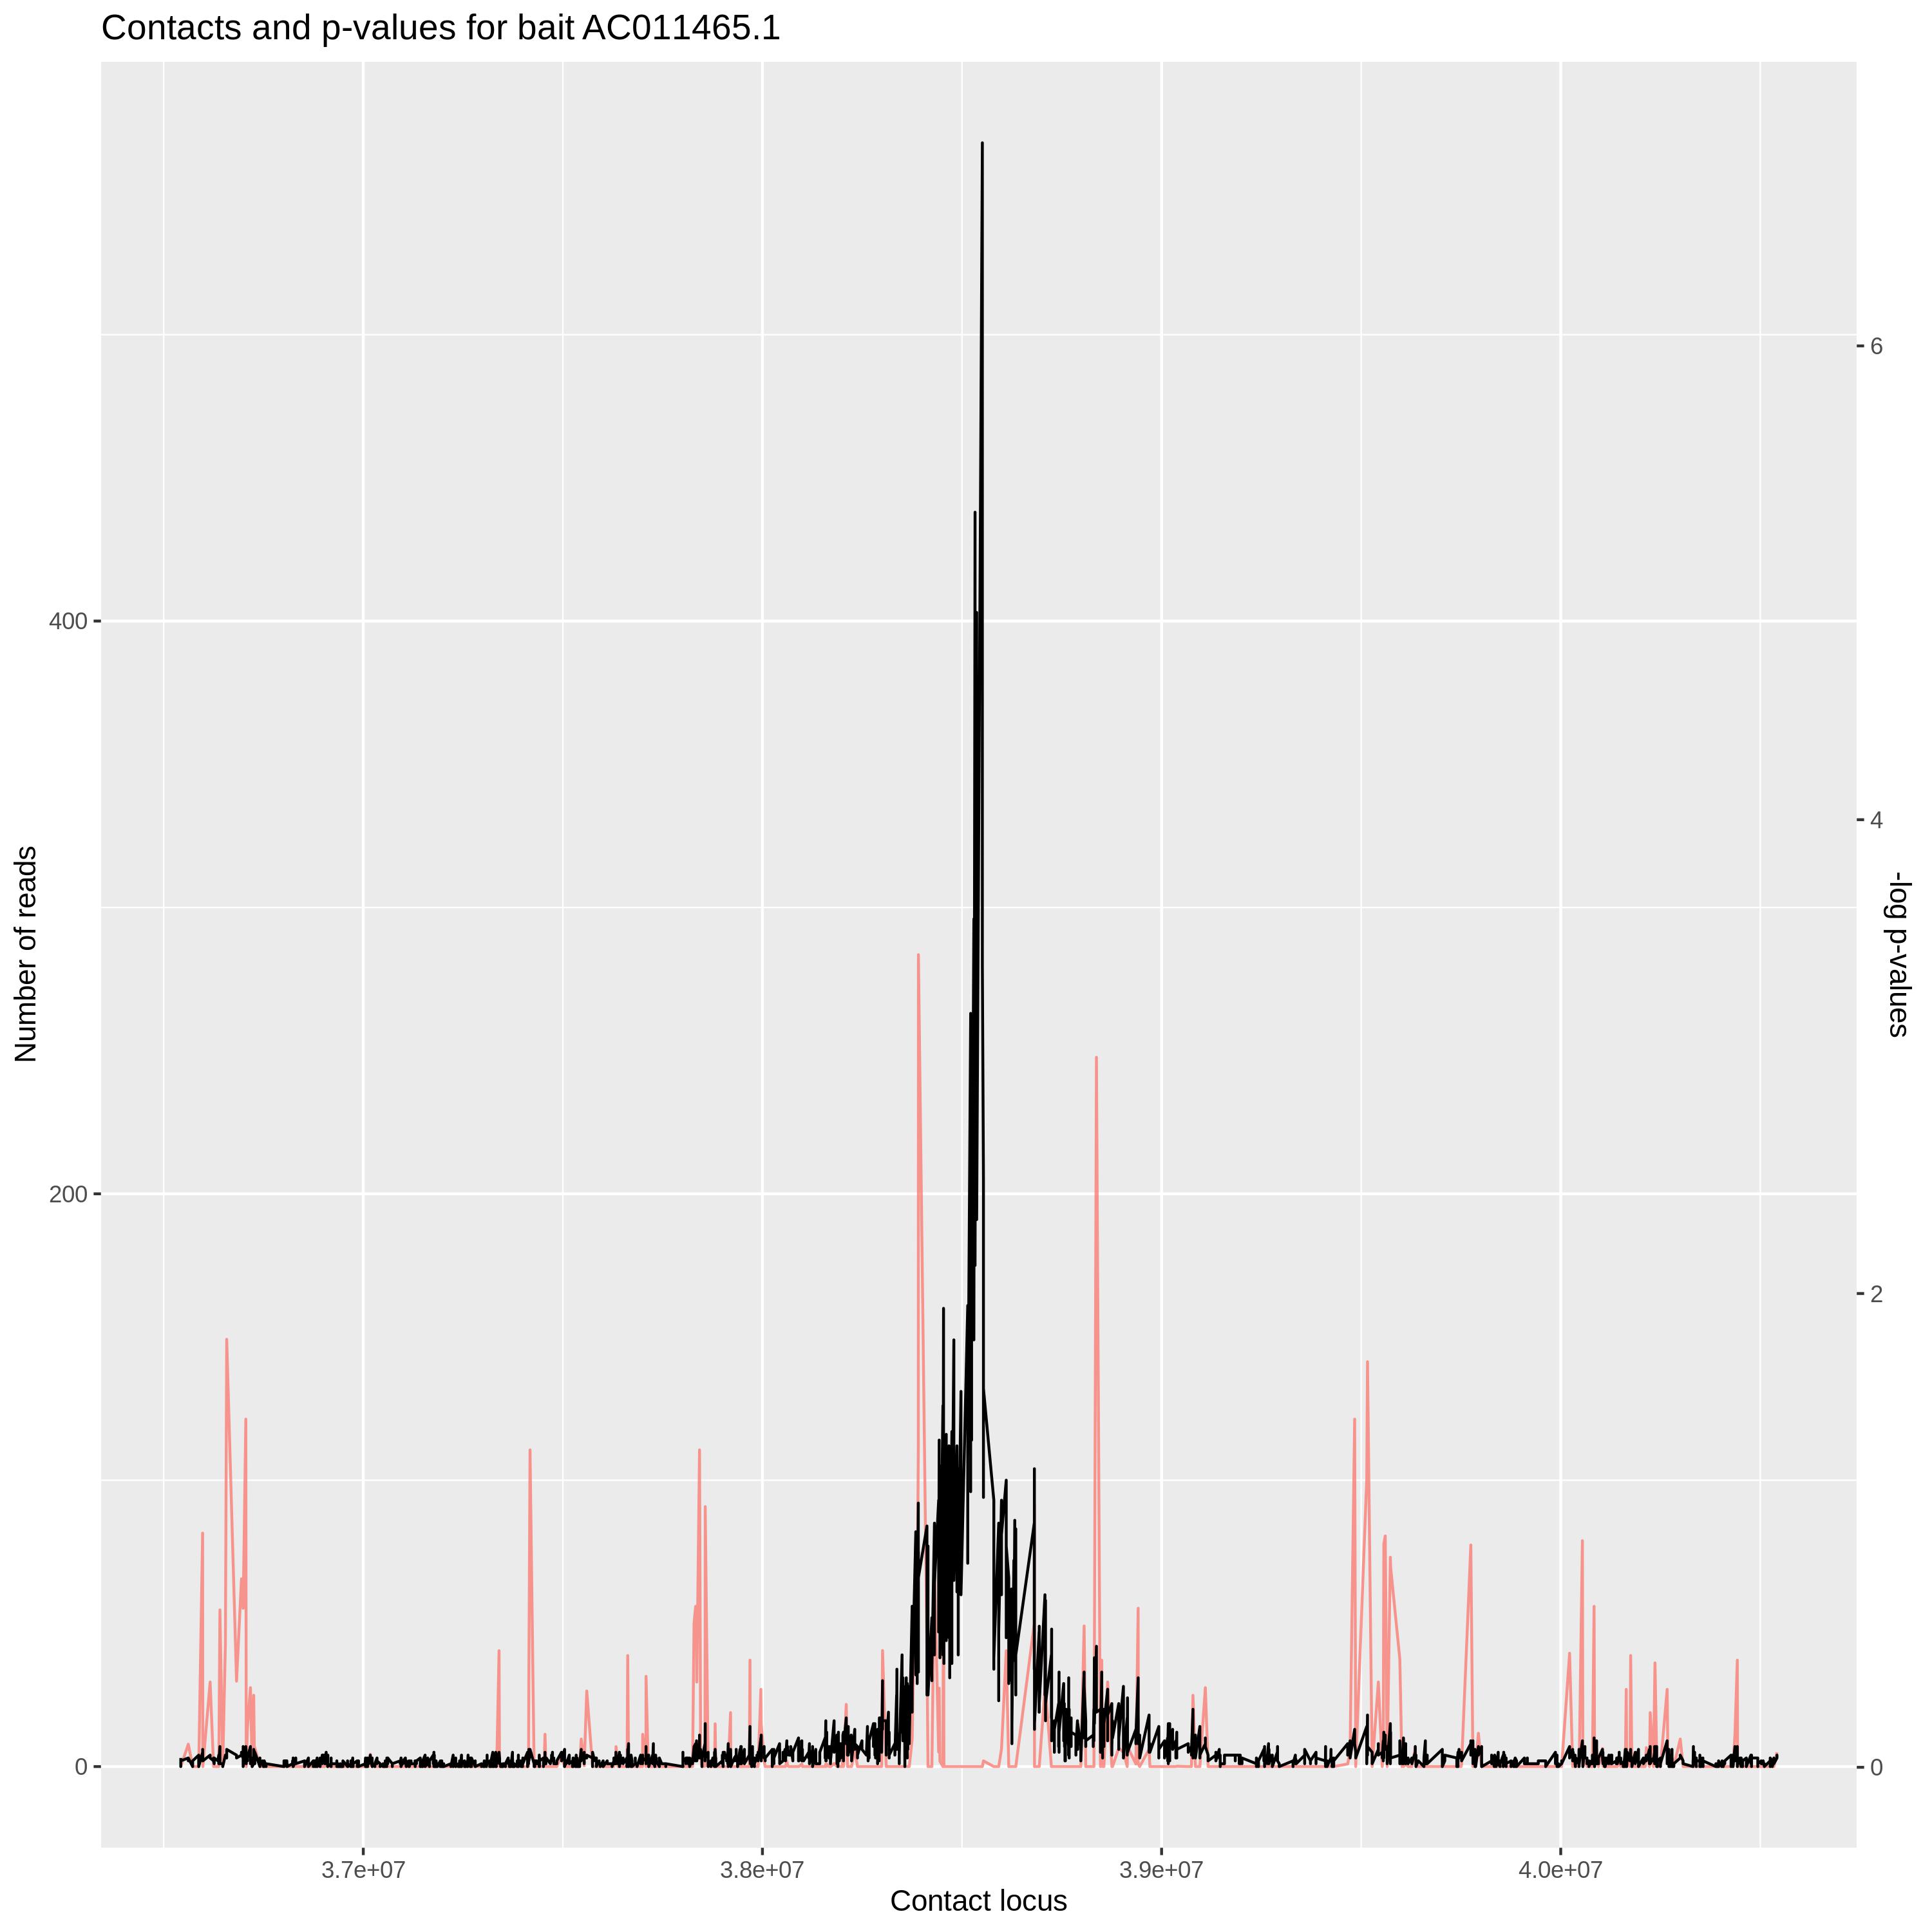 Contacts and p-values for bait AC011465.1
Number of reads
400
200
0
6
4
2
0
-log p-values
3.7e+07
3.8e+07
3.9e+07
4.0e+07
Contact locus